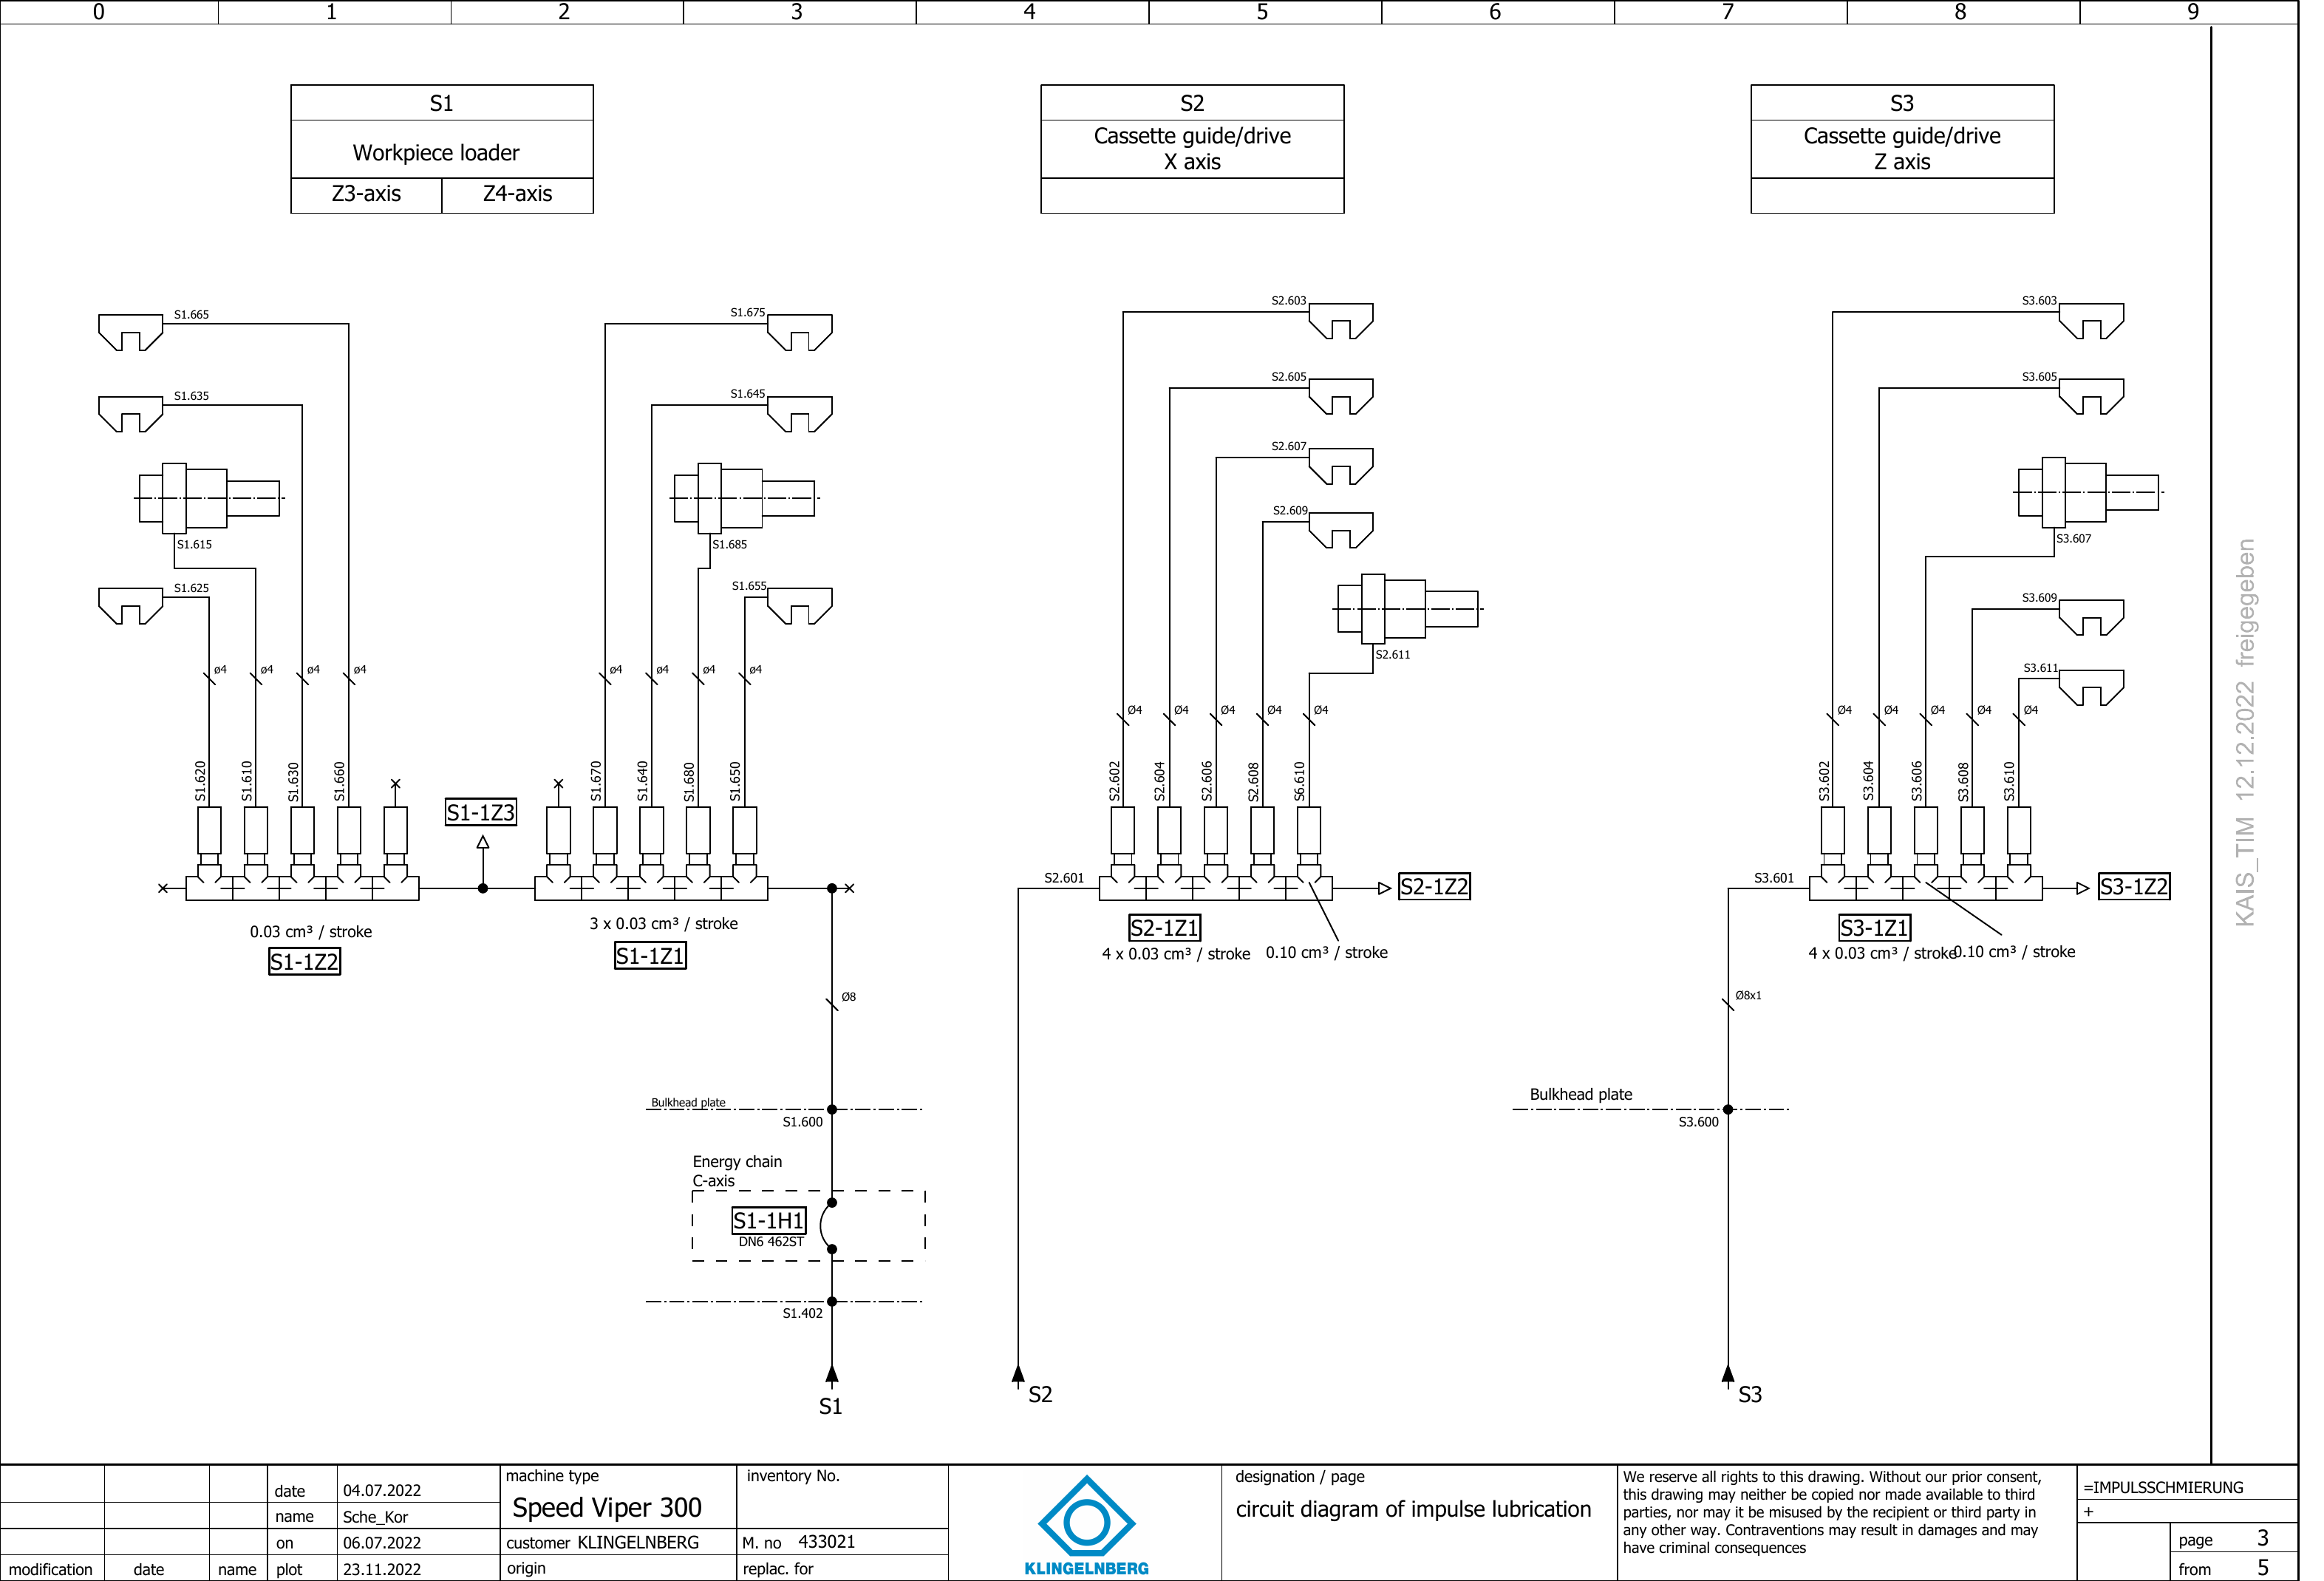 0 1 2 3 4 5 6 7 8 9
S1
Workpiece loader
Z3-axis Z4-axis
S2
Cassette guide/drive
X axis
S3
Cassette guide/drive
Z axis
S1.665
S1.635
S1.615
S1.625
ø4 ø4 ø4 ø4
S1.620 S1.610 S1.630 S1.660
S1-1Z3
0.03 cm³ / stroke
S1-1Z2
S1.675
S1.645
S1.685
S1.655
ø4 ø4 ø4 ø4
S1.670 S1.640 S1.680 S1.650
3 x 0.03 cm³ / stroke
S1-1Z1
Ø8
Bulkhead plate
S1.600
Energy chain
C-axis
S1-1H1
DN6 462ST
S1.402
S1
S2.603
S2.605
S2.607
S2.609
S2.611
Ø4 Ø4 Ø4 Ø4 Ø4
S2.602 S2.604 S2.606 S2.608 S6.610
S2.601
S2-1Z2
S2-1Z1
4 x 0.03 cm³ / stroke 0.10 cm³ / stroke
S2
S3.603
S3.605
S3.607
S3.609
S3.611
Ø4 Ø4 Ø4 Ø4 Ø4
S3.602 S3.604 S3.606 S3.608 S3.610
S3.601
S3-1Z2
S3-1Z1
4 x 0.03 cm³ / stroke 0.10 cm³ / stroke
Ø8x1
Bulkhead plate
S3.600
S3
KAIS_TIM 12.12.2022 freigegeben
modification date name
date 04.07.2022
name Sche_Kor
on 06.07.2022
plot 23.11.2022
machine type
Speed Viper 300
customer KLINGELNBERG
origin
inventory No.
M. no 433021
replac. for
KLINGELNBERG
designation / page
circuit diagram of impulse lubrication
We reserve all rights to this drawing. Without our prior consent,
this drawing may neither be copied nor made available to third
parties, nor may it be misused by the recipient or third party in
any other way. Contraventions may result in damages and may
have criminal consequences
=IMPULSSCHMIERUNG
+
page 3
from 5